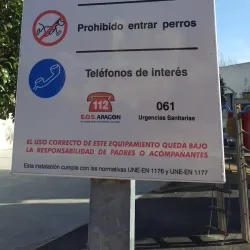 Prohibido entrar perros
Teléfonos de interés
112
S.O.S. ARAGÓN
061
Urgencias Sanitarias
EL USO CORRECTO DE ESTE EQUIPAMIENTO QUEDA BAJO
LA RESPONSABILIDAD DE PADRES O ACOMPAÑANTES
Esta instalación cumple con las normativas UNE-EN 1176 y UNE-EN 1177